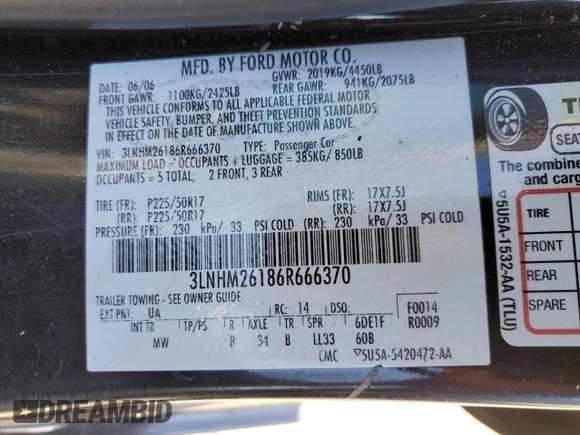 MFD. BY FORD MOTOR CO.
06/06 GVWR: 2019KG/4450LB
FRONT GAWR: 1100KG/2425LB REAR GAWR: 941KG/2075LB
THIS VEHICLE CONFORMS TO ALL APPLICABLE FEDERAL MOTOR
VEHICLE SAFETY, BUMPER, AND THEFT PREVENTION STANDARDS
IN EFFECT ON THE DATE OF MANUFACTURE SHOWN ABOVE.
VIN: 3LNHM26186R666370 TYPE: Passenger Car
MAXIMUM LOAD = OCCUPANTS + LUGGAGE = 385KG/ 850LB
OCCUPANTS = 5 TOTAL; 2 FRONT, 3 REAR
TIRE (FR): P225/50R17 RIMS (FR): 17X7.5J
(RR): P225/50R17 (RR): 17X7.5J
PRESSURE (FR): 230 kPa/ 33 PSI COLD (RR): 230 kPa/ 33 PSI COLD
3LNHM26186R666370
TRAILER TOWING - SEE OWNER GUIDE
EXT PNT: UA RC: 14 DSO: F0014
INT TR TP/PS R AXLE TR SPR 6DE1F R0009
MW B 34 B LL33 60B
CMC ▽5U5A-5420472-AA
SEA
The combine
and carg
TIRE
FRONT
REAR
SPARE
▽5U5A-1532-AA (TLU)
DREAMBID